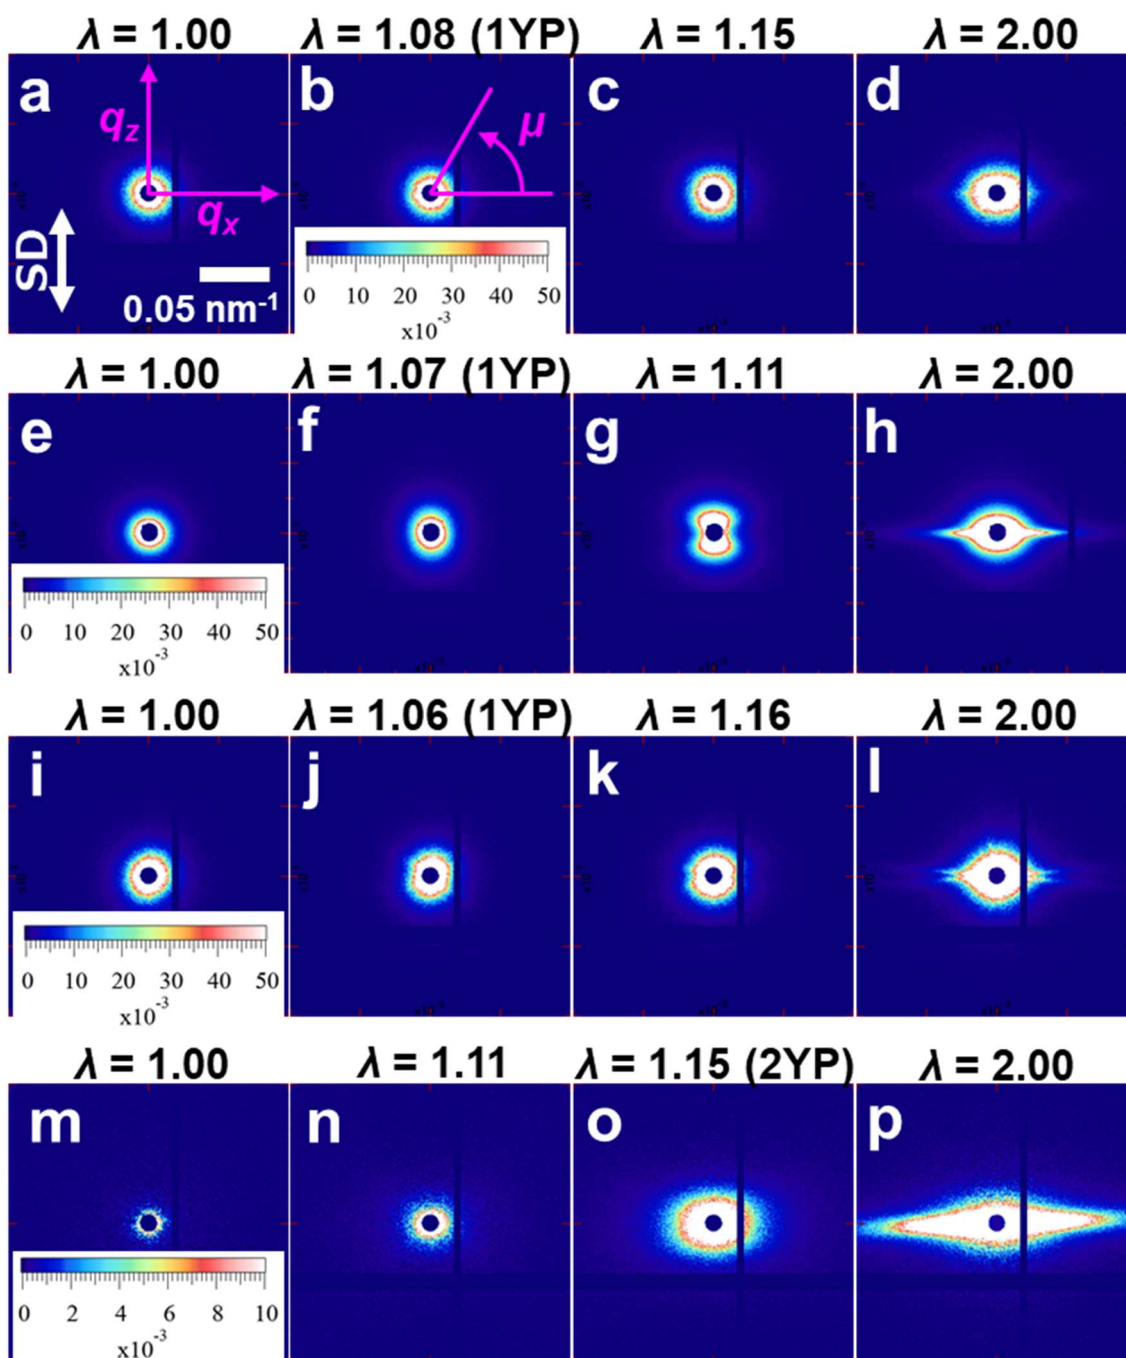 λ = 1.00 λ = 1.08 (1YP) λ = 1.15 λ = 2.00
a b c d
qz μ
qx
SD
0.05 nm-1
0 10 20 30 40 50
x10-3
λ = 1.00 λ = 1.07 (1YP) λ = 1.11 λ = 2.00
e f g h
0 10 20 30 40 50
x10-3
λ = 1.00 λ = 1.06 (1YP) λ = 1.16 λ = 2.00
i j k l
0 10 20 30 40 50
x10-3
λ = 1.00 λ = 1.11 λ = 1.15 (2YP) λ = 2.00
m n o p
0 2 4 6 8 10
x10-3